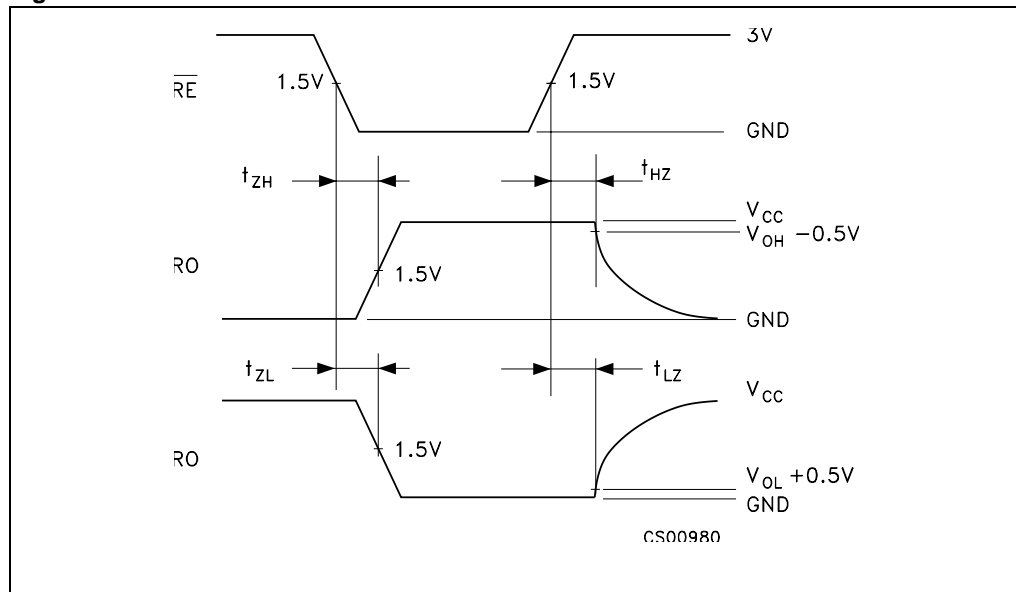 3V
1.5V
1.5V
RE
GND
tZH
tHZ
VCC
VOH −0.5V
RO
1.5V
GND
tZL
tLZ
VCC
1.5V
RO
VOL +0.5V
GND
CS00980